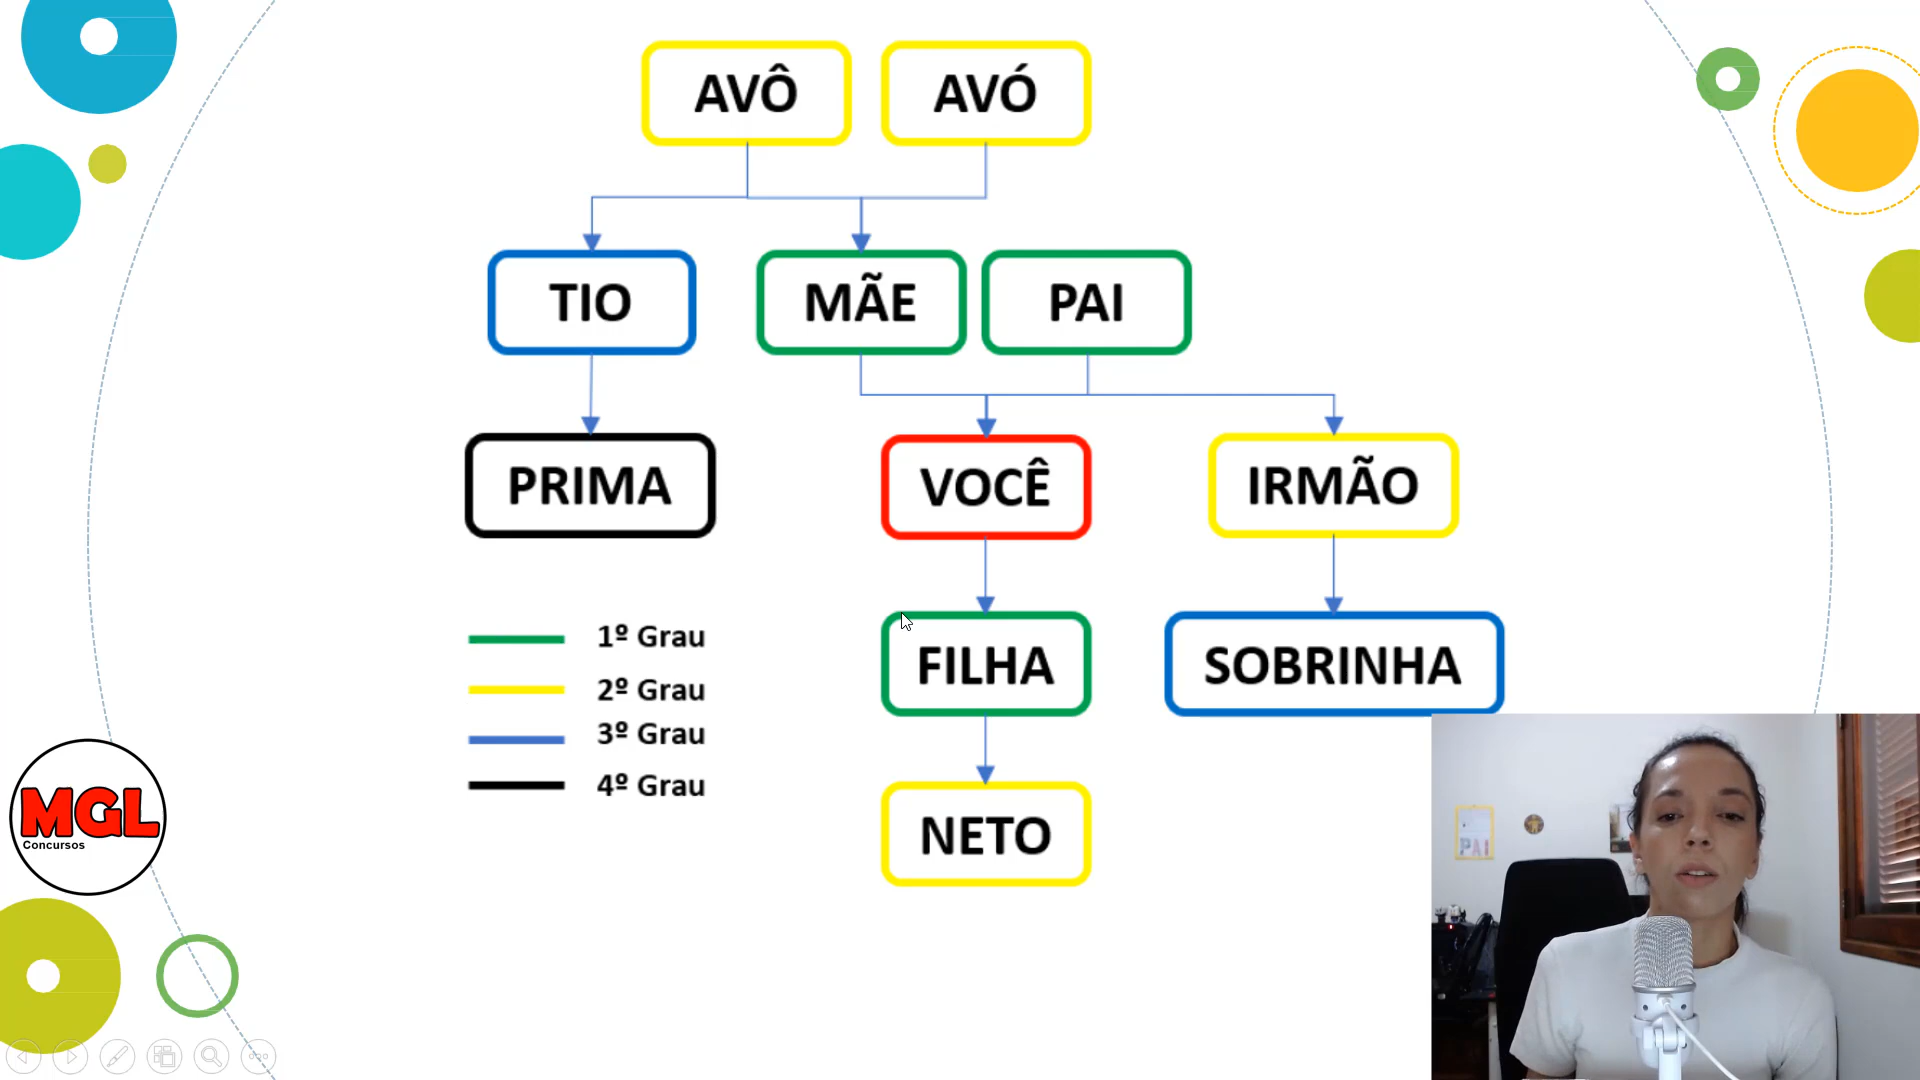 AVÔ AVÓ
TIO MÃE PAI
PRIMA VOCÊ IRMÃO
FILHA SOBRINHA
NETO
1º Grau
2º Grau
3º Grau
4º Grau
MGL
Concursos
PAI